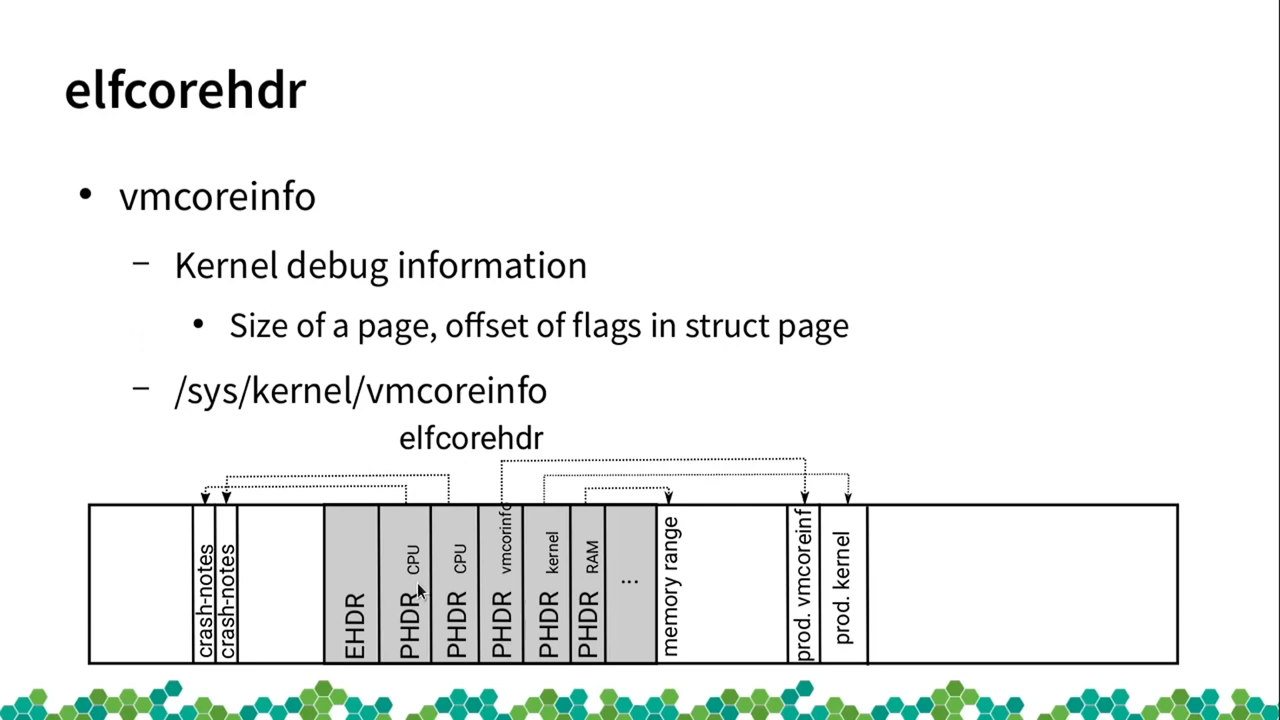 elfcorehdr
• vmcoreinfo
– Kernel debug information
• Size of a page, offset of flags in struct page
– /sys/kernel/vmcoreinfo
elfcorehdr
crash-notes
crash-notes
EHDR
PHDR CPU
PHDR CPU
PHDR vmcorinfo
PHDR kernel
PHDR RAM
...
memory range
prod. vmcoreinf
prod. kernel